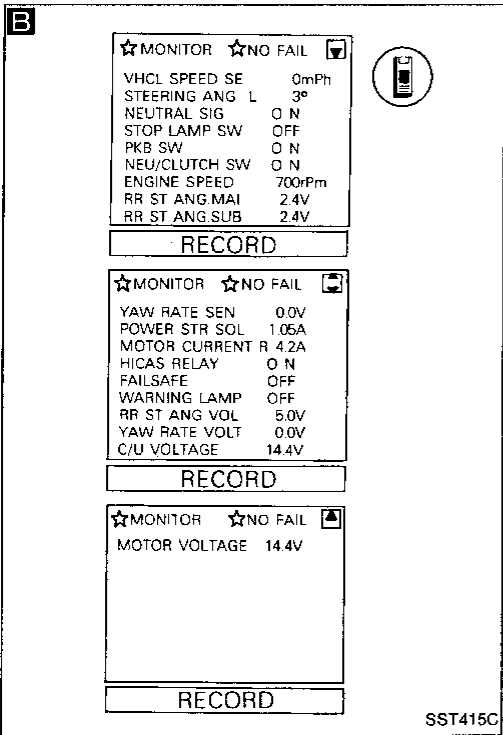 B
☆MONITOR ☆NO FAIL
VHCL SPEED SE 0mPh
STEERING ANG L 3°
NEUTRAL SIG O N
STOP LAMP SW OFF
PKB SW O N
NEU/CLUTCH SW O N
ENGINE SPEED 700rPm
RR ST ANG.MAI 2.4V
RR ST ANG.SUB 2.4V
RECORD
☆MONITOR ☆NO FAIL
YAW RATE SEN 0.0V
POWER STR SOL 1.05A
MOTOR CURRENT R 4.2A
HICAS RELAY O N
FAILSAFE OFF
WARNING LAMP OFF
RR ST ANG VOL 5.0V
YAW RATE VOLT 0.0V
C/U VOLTAGE 14.4V
RECORD
☆MONITOR ☆NO FAIL
MOTOR VOLTAGE 14.4V
RECORD
SST415C